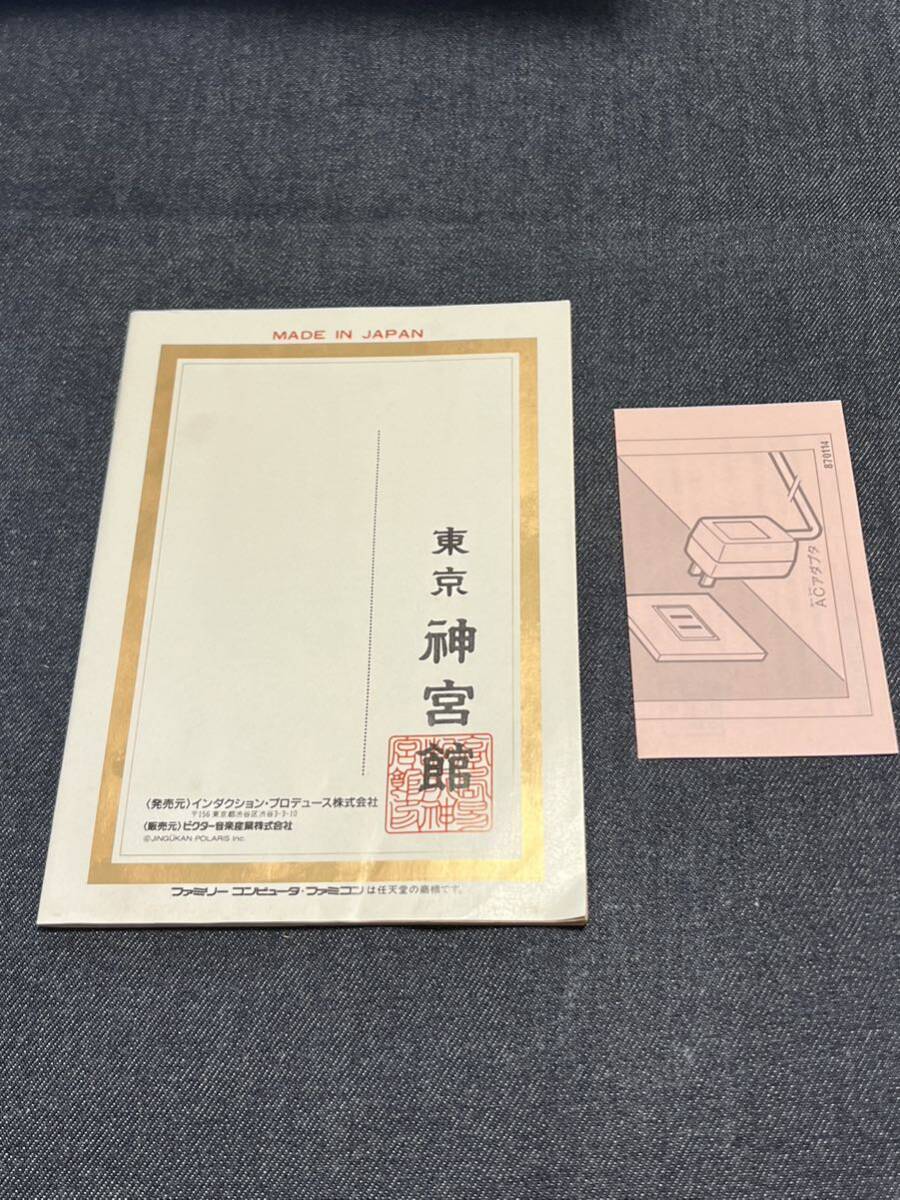 MADE IN JAPAN
東京 神宮館
〈発売元〉インダクション・プロデュース株式会社
〒156 東京都渋谷区渋谷3-3-10
〈販売元〉ビクター音楽産業株式会社
©JINGŪKAN POLARIS Inc.
ファミリーコンピュータ・ファミコンは任天堂の商標です。
870114
ACアダプタ